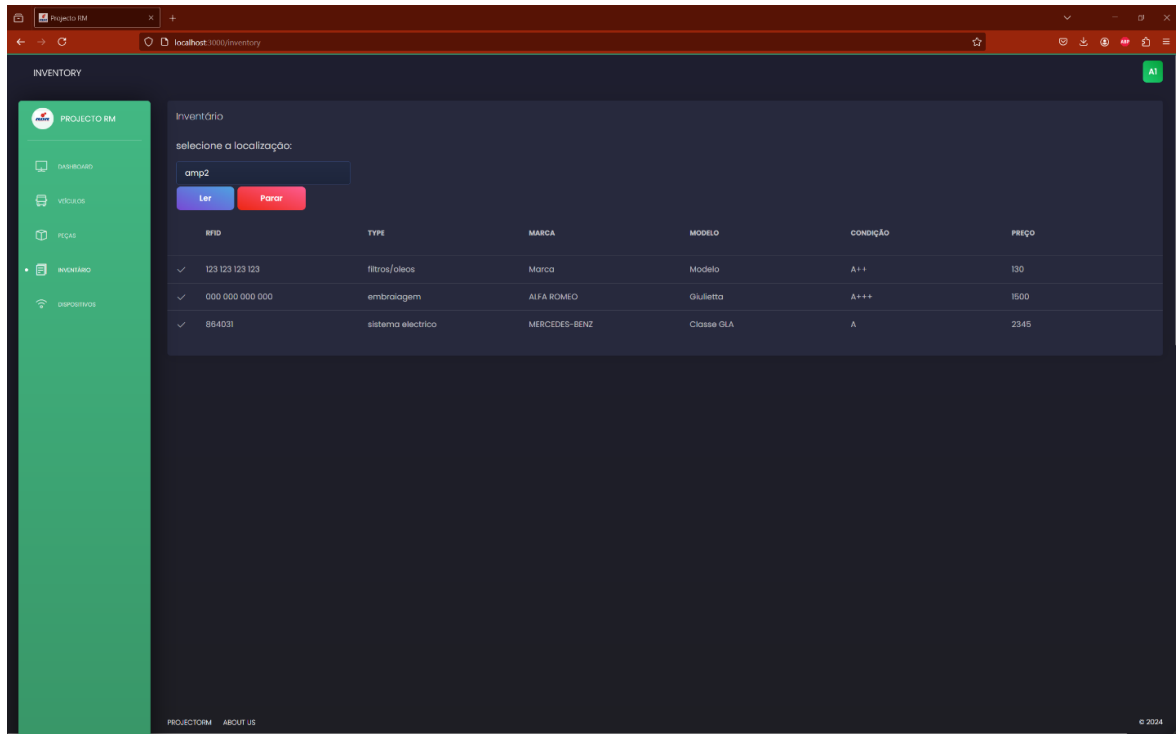 Projecto RM
localhost:3000/inventory
ABP
INVENTORY
A1
PROJECTO RM
DASHBOARD
VEÍCULOS
PEÇAS
INVENTÁRIO
DISPOSITIVOS
Inventário
selecione a localização:
amp2
Ler Parar
RFID TYPE MARCA MODELO CONDIÇÃO PREÇO
123 123 123 123 filtros/oleos Marca Modelo A++ 130
000 000 000 000 embraiagem ALFA ROMEO Giulietta A+++ 1500
864031 sistema electrico MERCEDES-BENZ Classe GLA A 2345
PROJECTORM ABOUT US © 2024